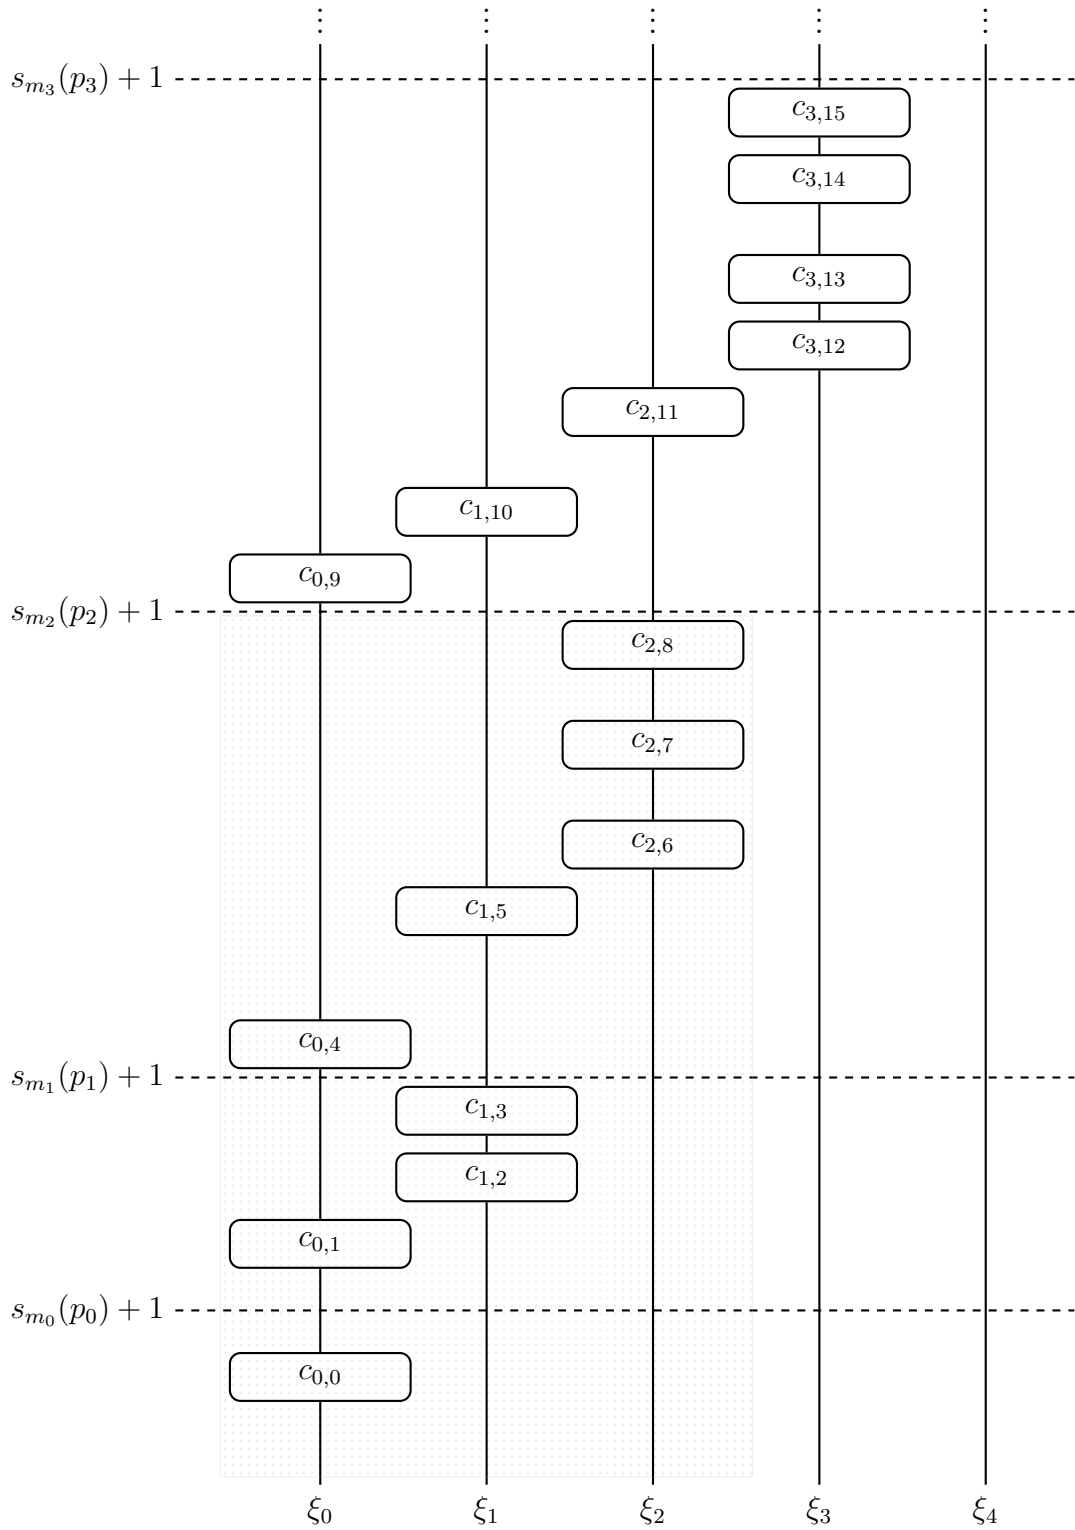 ⋮ ⋮ ⋮ ⋮ ⋮
s_{m_3}(p_3) + 1
c_{3,15}
c_{3,14}
c_{3,13}
c_{3,12}
c_{2,11}
c_{1,10}
c_{0,9}
s_{m_2}(p_2) + 1
c_{2,8}
c_{2,7}
c_{2,6}
c_{1,5}
c_{0,4}
s_{m_1}(p_1) + 1
c_{1,3}
c_{1,2}
c_{0,1}
s_{m_0}(p_0) + 1
c_{0,0}
ξ_0 ξ_1 ξ_2 ξ_3 ξ_4